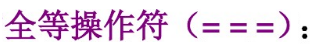 全等操作符（= = =）：